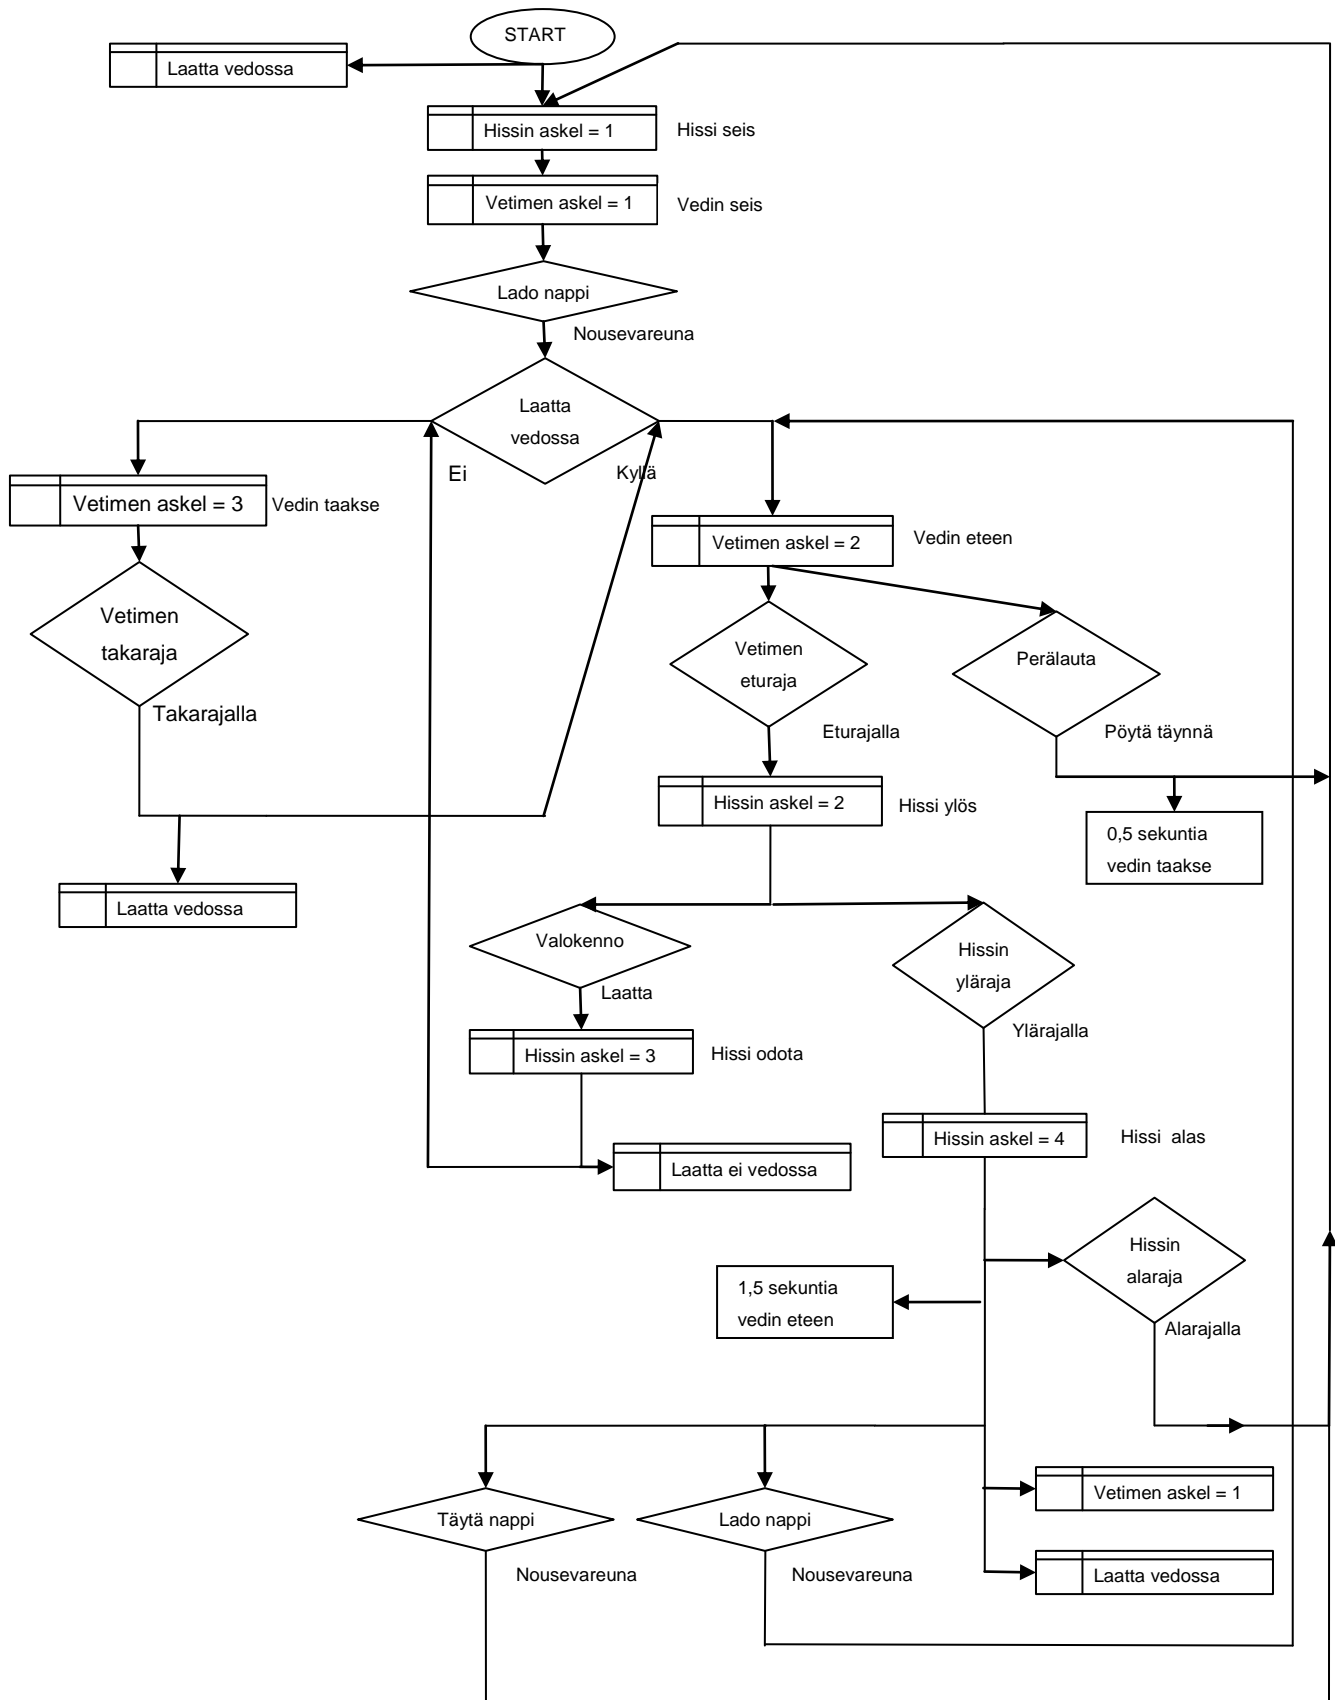 START
Laatta vedossa
Hissin askel = 1
Hissi seis
Vetimen askel = 1
Vedin seis
Lado nappi
Nousevareuna
Laatta
vedossa
Ei
Kyllä
Vetimen askel = 3
Vedin taakse
Vetimen askel = 2
Vedin eteen
Vetimen
takaraja
Vetimen
eturaja
Perälauta
Takarajalla
Eturajalla
Pöytä täynnä
Hissin askel = 2
Hissi ylös
0,5 sekuntia
vedin taakse
Laatta vedossa
Valokenno
Hissin
yläraja
Laatta
Ylärajalla
Hissin askel = 3
Hissi odota
Hissin askel = 4
Hissi alas
Laatta ei vedossa
Hissin
alaraja
1,5 sekuntia
vedin eteen
Alarajalla
Vetimen askel = 1
Täytä nappi
Lado nappi
Nousevareuna
Nousevareuna
Laatta vedossa